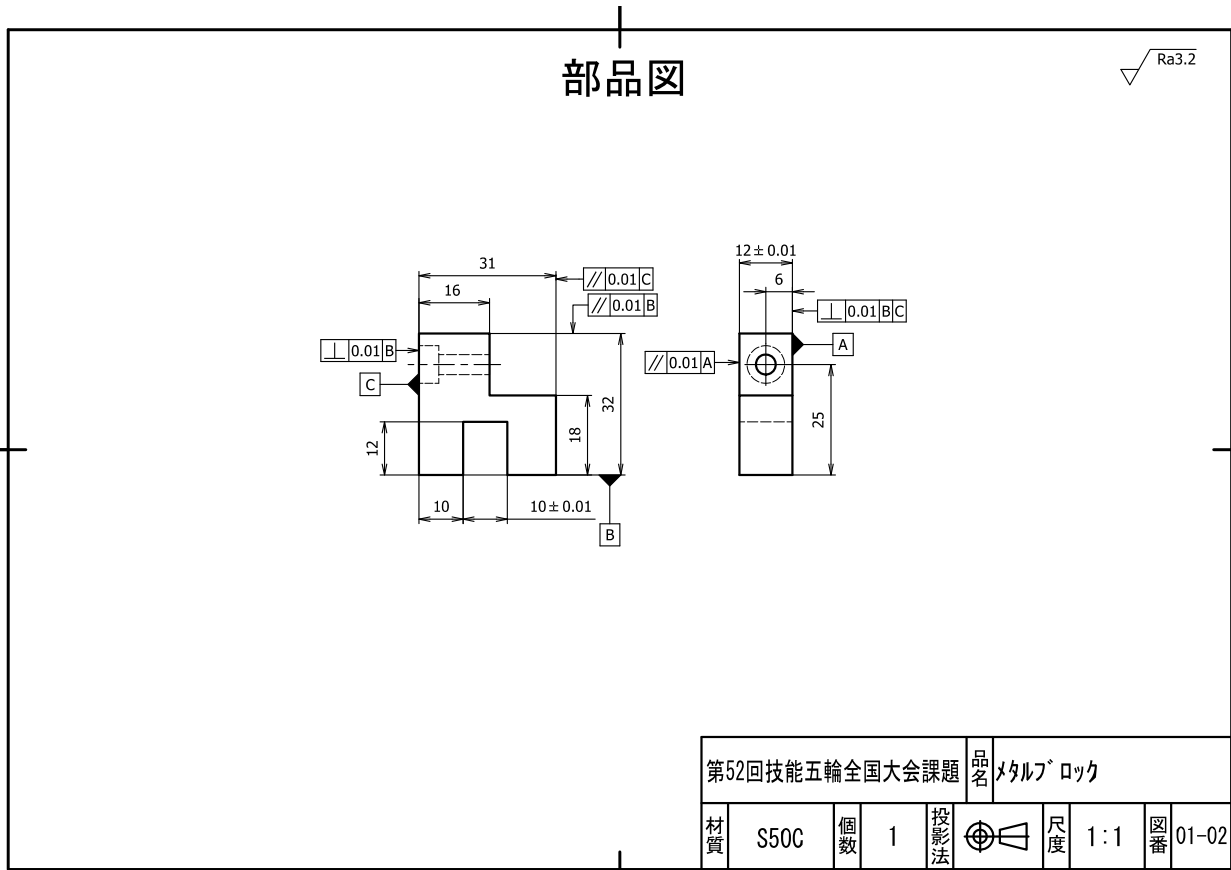 部品図
Ra3.2
31
16
// 0.01 C
// 0.01 B
⊥ 0.01 B
C
12
10
10±0.01
18
32
B
12±0.01
6
⊥ 0.01 B C
A
// 0.01 A
25
第52回技能五輪全国大会課題 品名 メタルブロック
材質 S50C 個数 1 投影法 尺度 1:1 図番 01-02